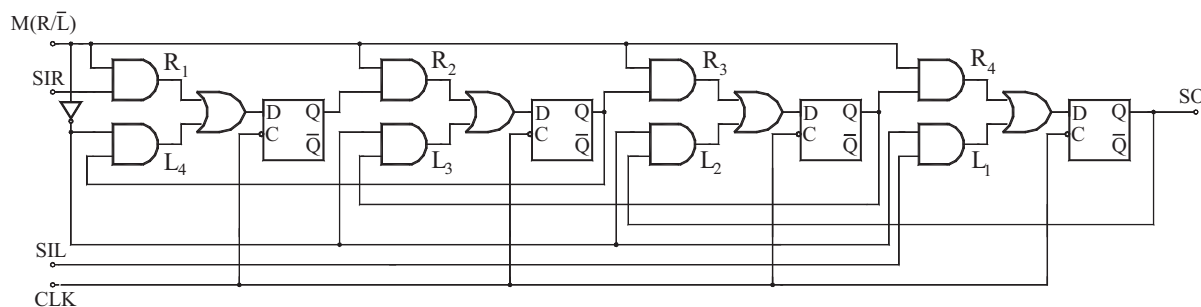 M(R/L̅)
SIR
R1
R2
R3
R4
D Q
C Q̅
D Q
C Q̅
D Q
C Q̅
D Q
C Q̅
SO
L4
L3
L2
L1
SIL
CLK